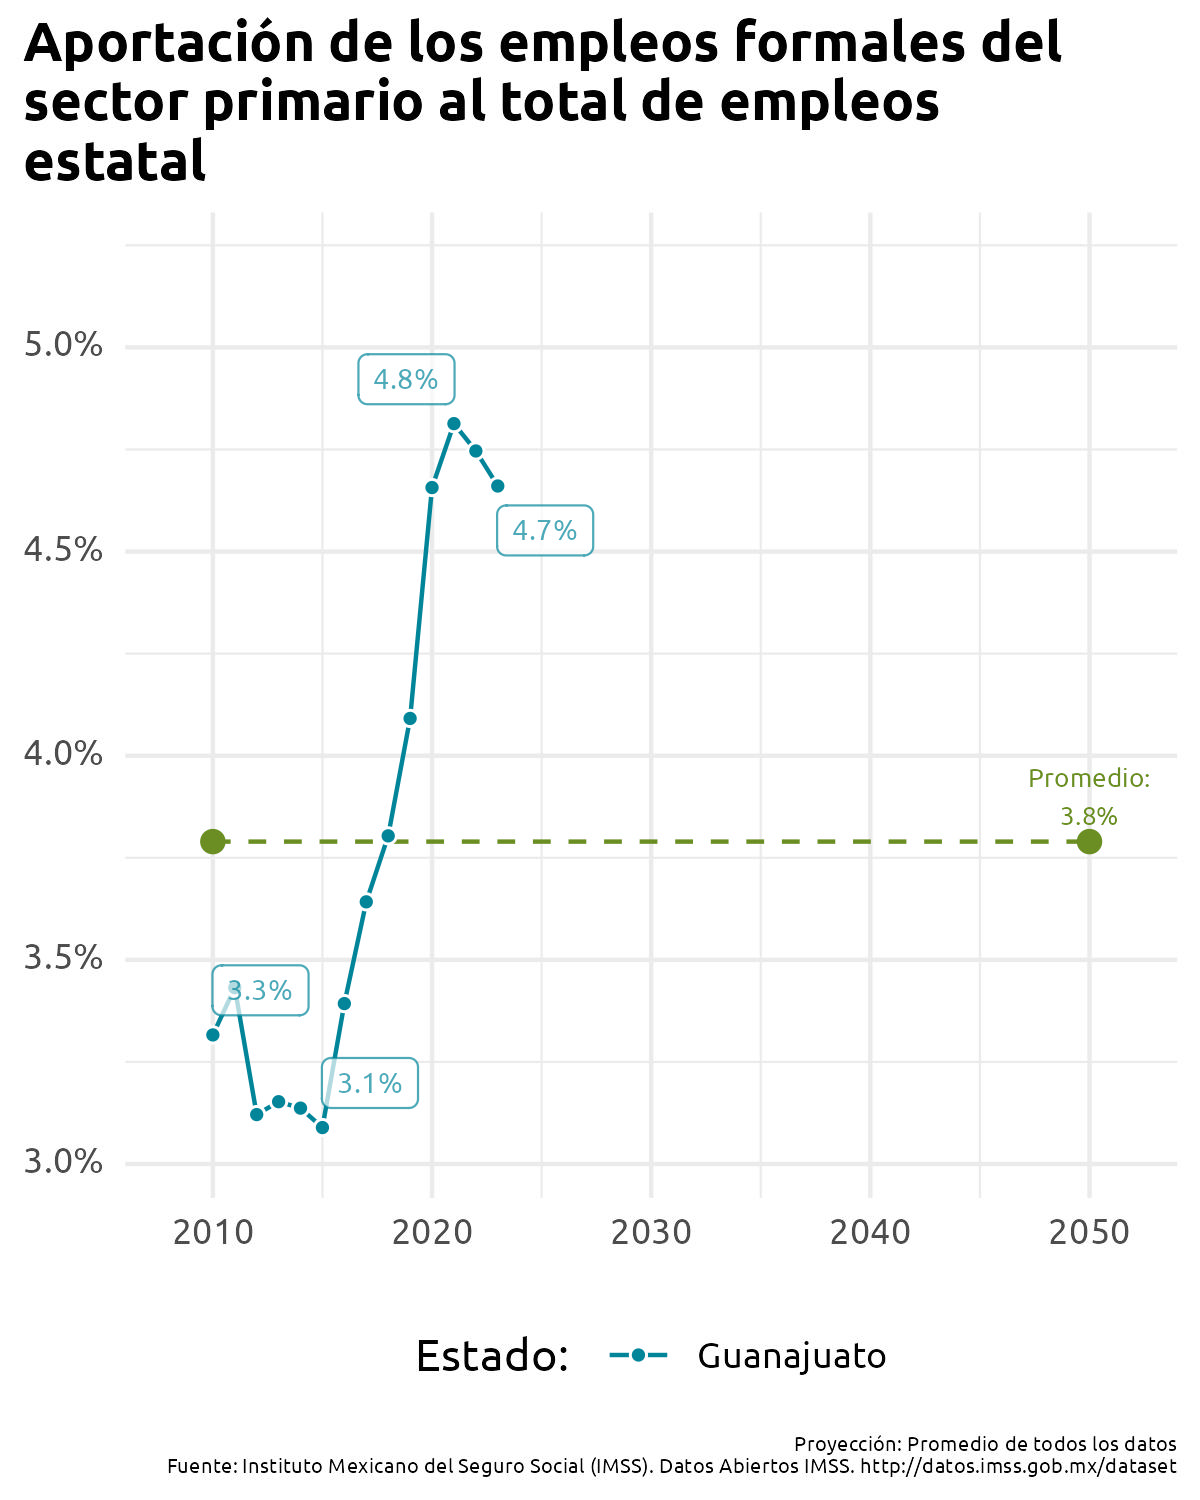 Aportación de los empleos formales del
sector primario al total de empleos
estatal
5.0%
4.8%
4.7%
4.5%
4.0%
Promedio:
3.8%
3.5%
3.3%
3.1%
3.0%
2010 2020 2030 2040 2050
Estado: Guanajuato
Proyección: Promedio de todos los datos
Fuente: Instituto Mexicano del Seguro Social (IMSS). Datos Abiertos IMSS. http://datos.imss.gob.mx/dataset